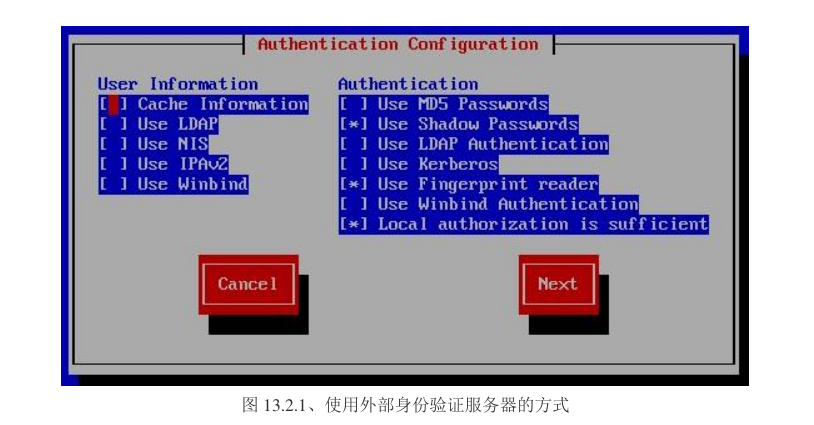 Authentication Configuration
User Information
[ ] Cache Information
[ ] Use LDAP
[ ] Use NIS
[ ] Use IPAv2
[ ] Use Winbind
Authentication
[ ] Use MD5 Passwords
[*] Use Shadow Passwords
[ ] Use LDAP Authentication
[ ] Use Kerberos
[*] Use Fingerprint reader
[ ] Use Winbind Authentication
[*] Local authorization is sufficient
Cancel
Next
图 13.2.1、使用外部身份验证服务器的方式